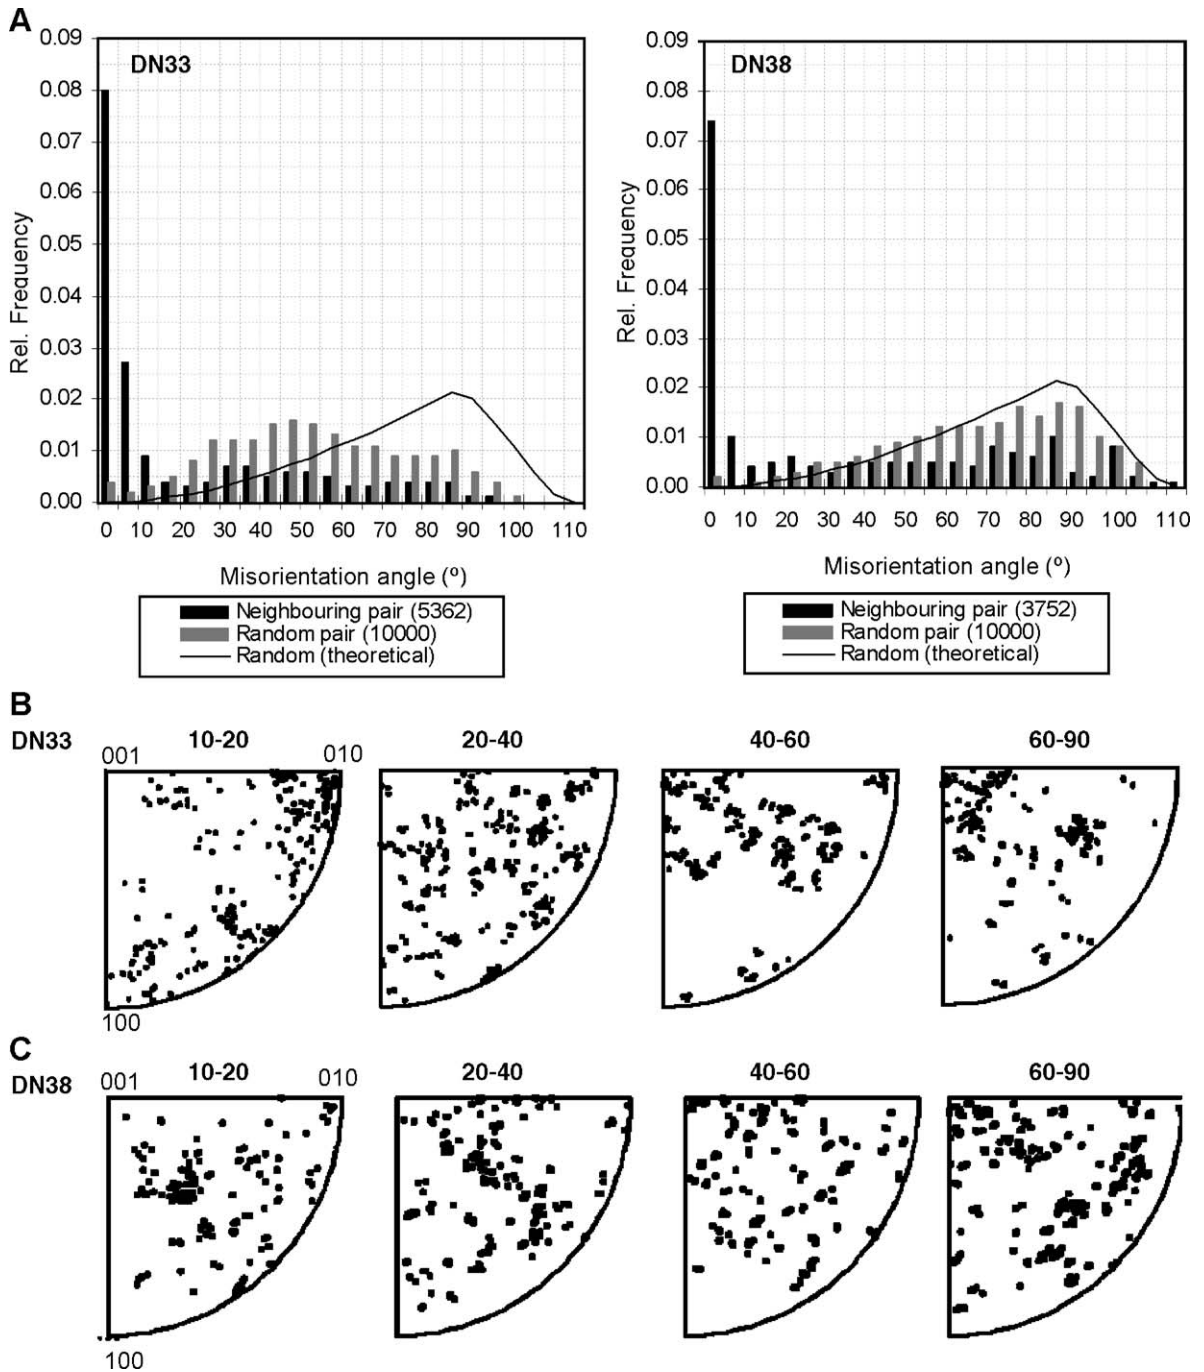 A
DN33
Rel. Frequency
0.09
0.08
0.07
0.06
0.05
0.04
0.03
0.02
0.01
0.00
0 10 20 30 40 50 60 70 80 90 100 110
Misorientation angle (º)
Neighbouring pair (5362)
Random pair (10000)
Random (theoretical)
DN38
Rel. Frequency
0.09
0.08
0.07
0.06
0.05
0.04
0.03
0.02
0.01
0.00
0 10 20 30 40 50 60 70 80 90 100 110
Misorientation angle (º)
Neighbouring pair (3752)
Random pair (10000)
Random (theoretical)
B
DN33
10-20 20-40 40-60 60-90
001 010
100
C
DN38
10-20 20-40 40-60 60-90
001 010
100